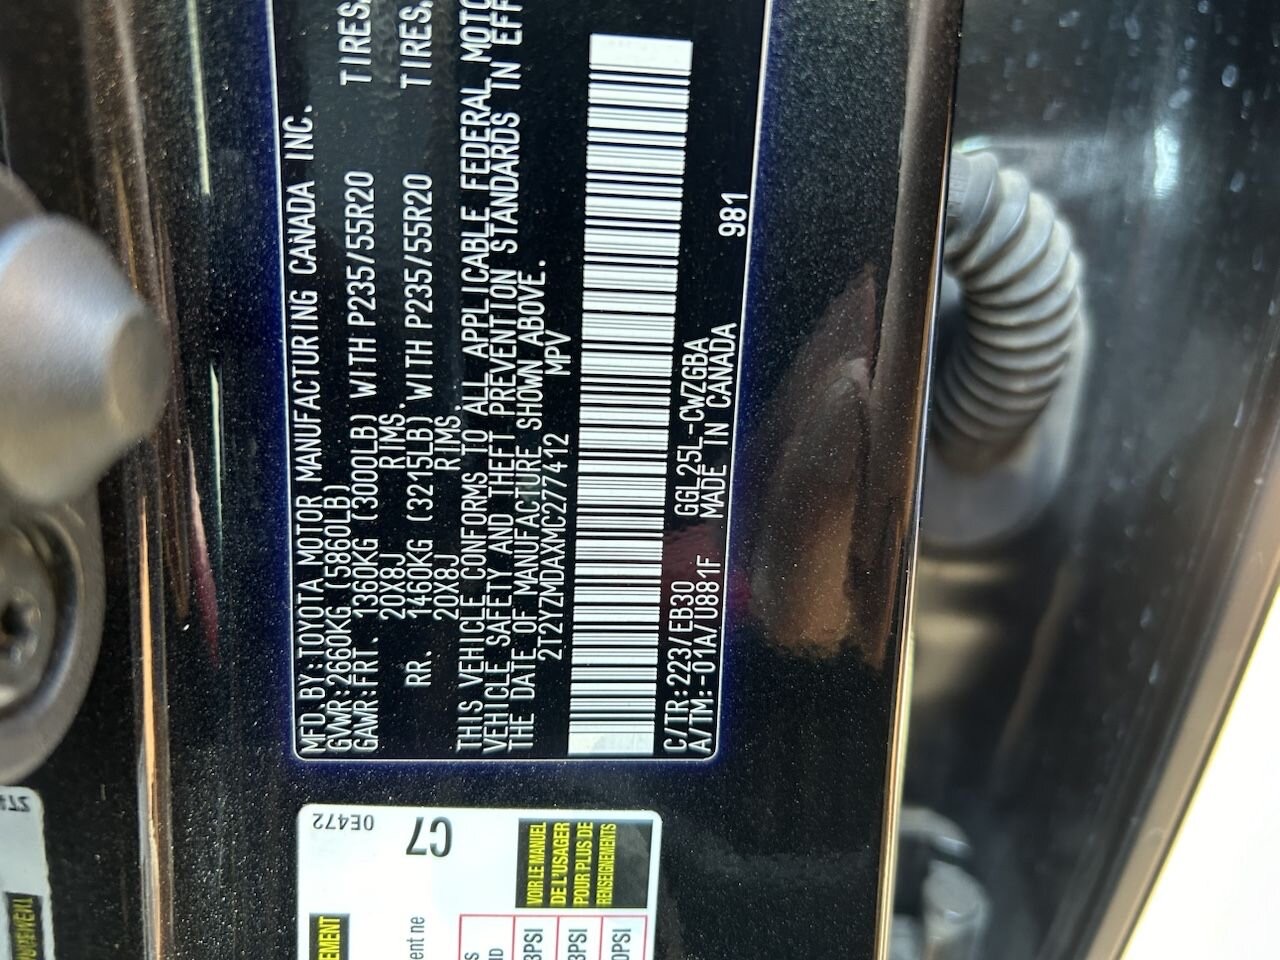 MFD.BY:TOYOTA MOTOR MANUFACTURING CANADA INC.
GVWR:2660KG (5860LB)
GAWR:FRT. 1360KG (3000LB) WITH P235/55R20 TIRES,
20X8J RIMS.
RR. 1460KG (3215LB) WITH P235/55R20 TIRES,
20X8J RIMS.
THIS VEHICLE CONFORMS TO ALL APPLICABLE FEDERAL
VEHICLE SAFETY AND THEFT PREVENTION STANDARDS IN
THE DATE OF MANUFACTURE SHOWN ABOVE.
2T2YZMDAXMC277412 MPV
C/TR:223/EB30 GGL25L-CWZGBA
A/TM:-01A/U881F MADE IN CANADA 981
0E472
C7
VOIR LE MANUEL
DE L'USAGER
POUR PLUS DE
RENSEIGNEMENTS